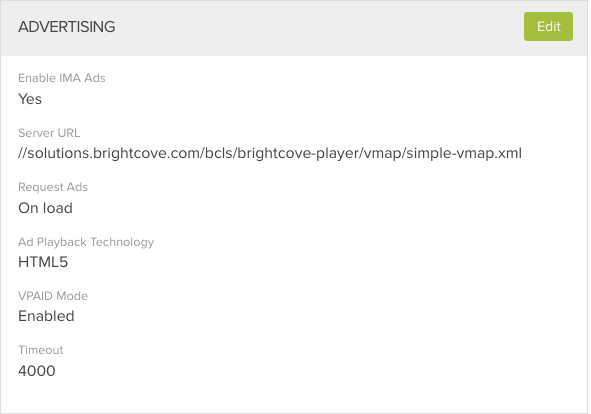 ADVERTISING
Edit
Enable IMA Ads
Yes
Server URL
//solutions.brightcove.com/bcls/brightcove-player/vmap/simple-vmap.xml
Request Ads
On load
Ad Playback Technology
HTML5
VPAID Mode
Enabled
Timeout
4000